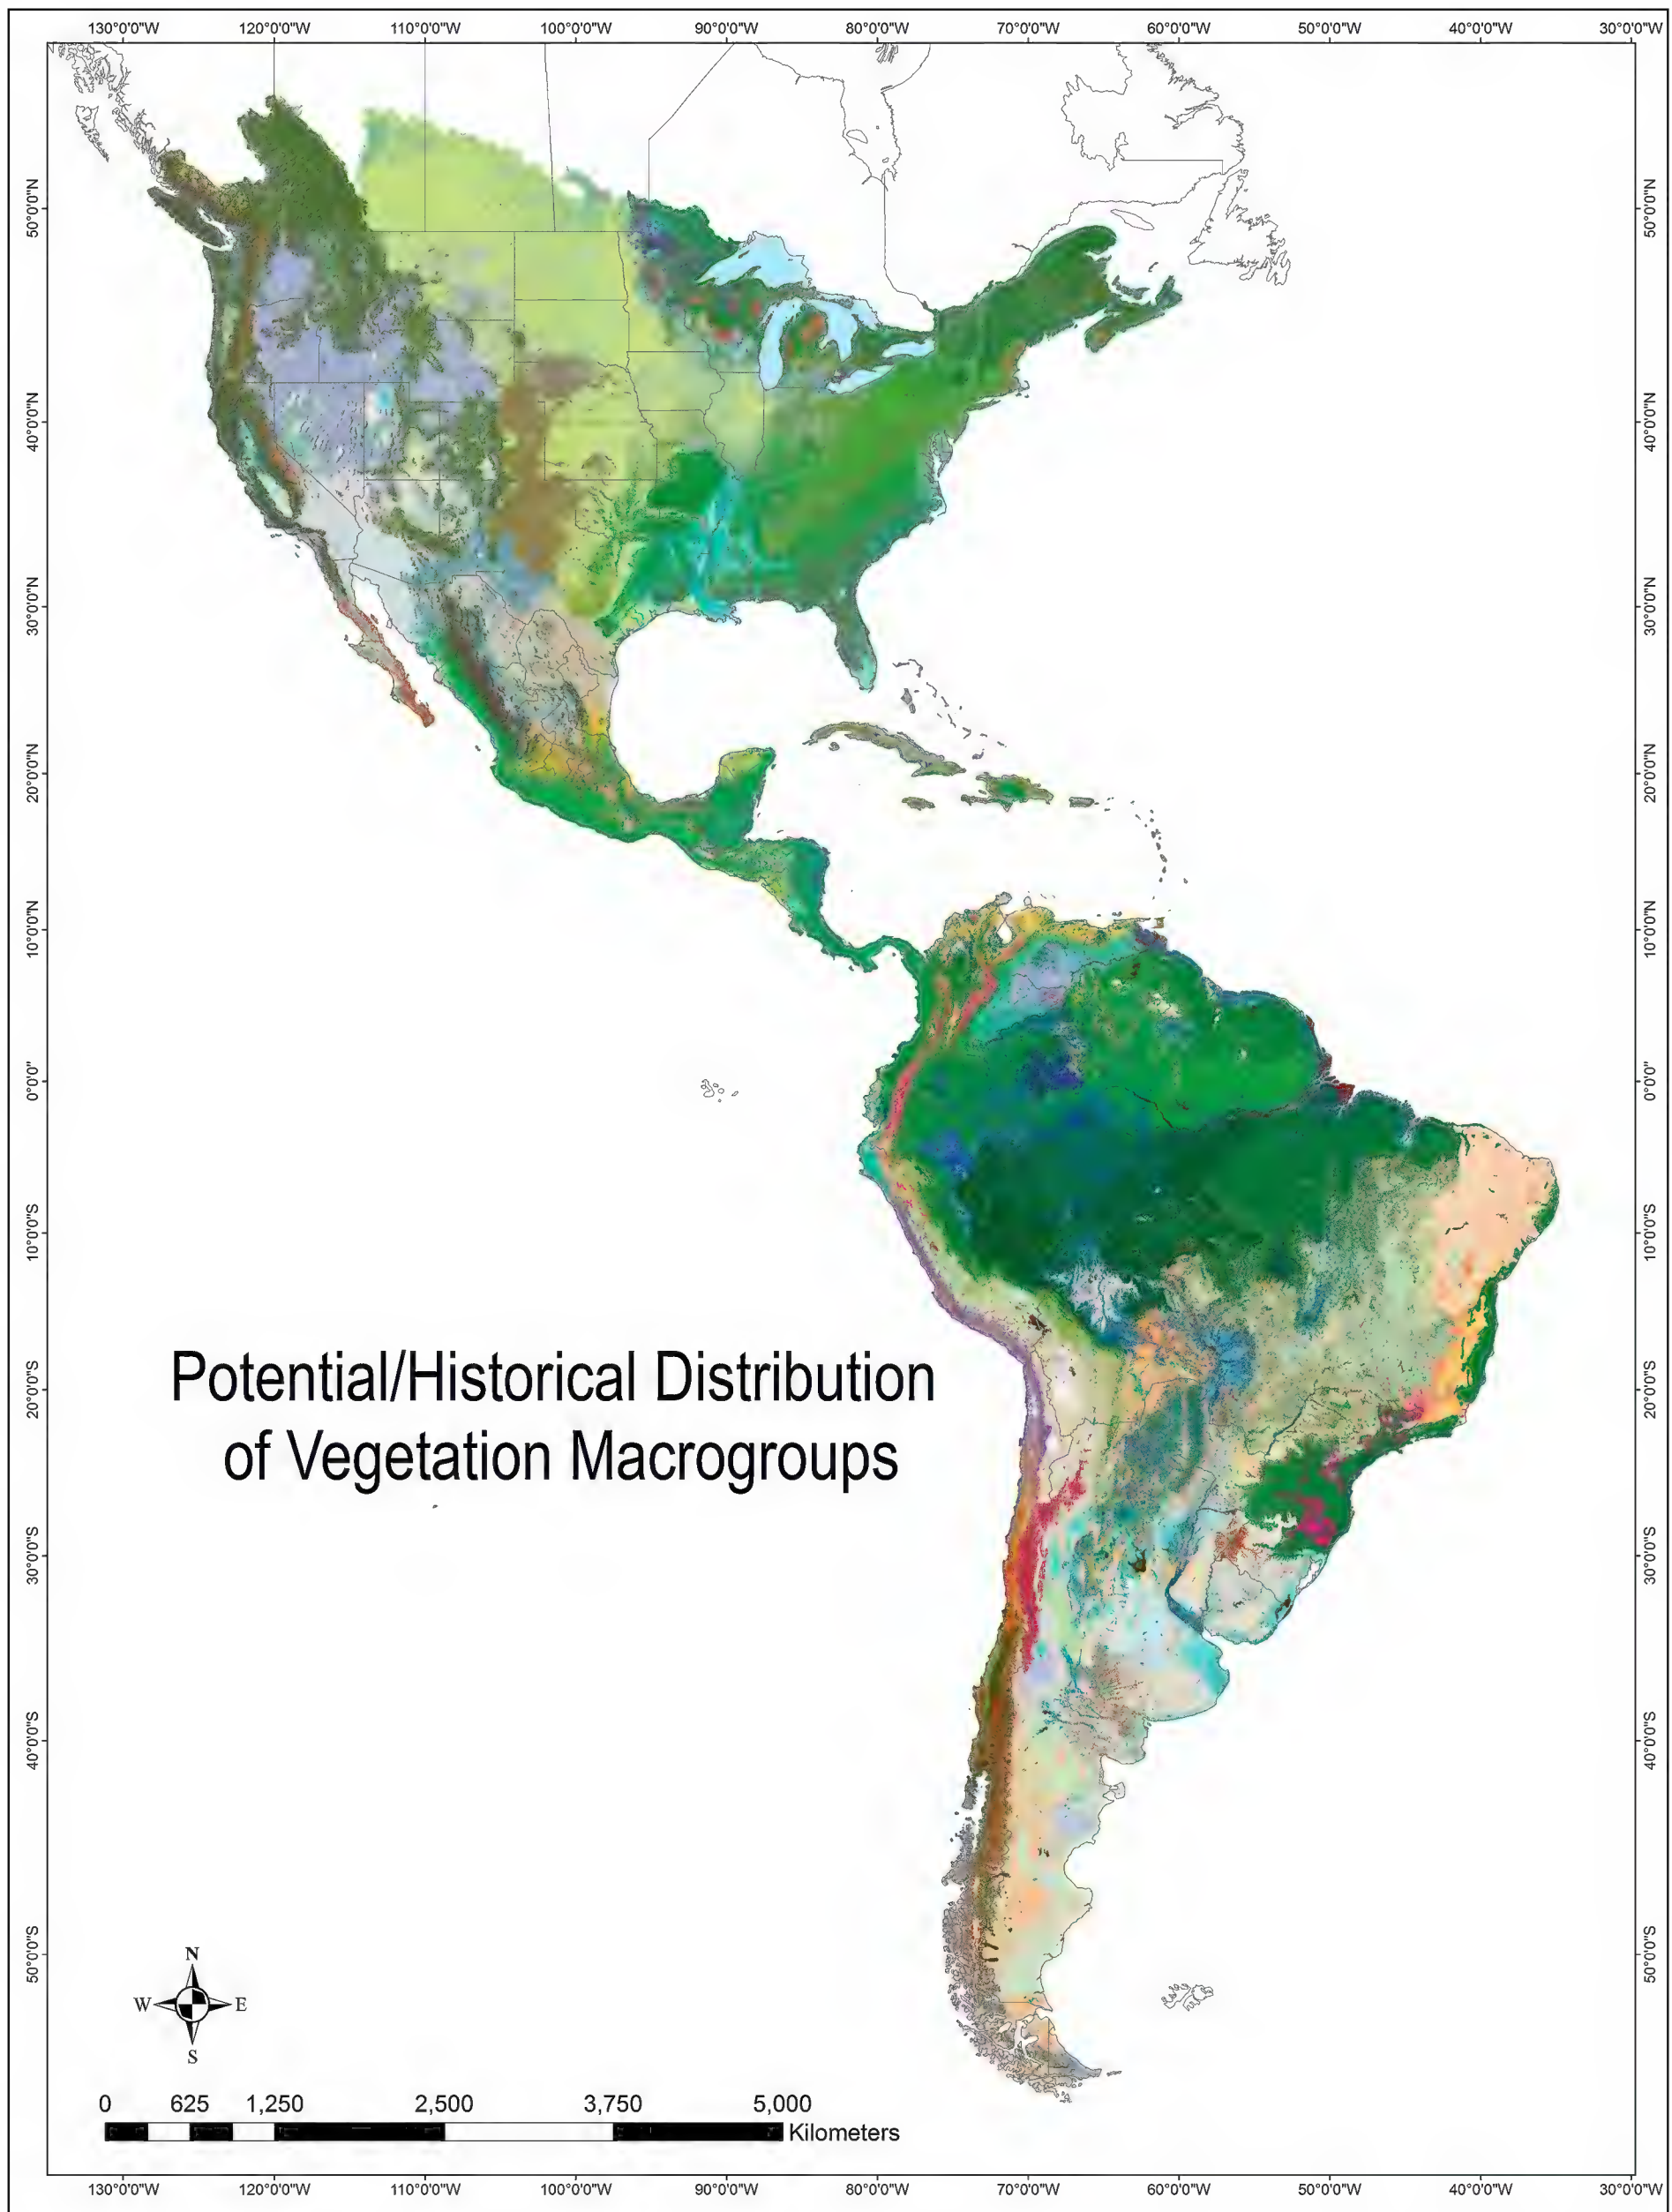 130°0'0"W 120°0'0"W 110°0'0"W 100°0'0"W 90°0'0"W 80°0'0"W 70°0'0"W 60°0'0"W 50°0'0"W 40°0'0"W 30°0'0"W
50°0'0"N
40°0'0"N
30°0'0"N
20°0'0"N
10°0'0"N
0°0'0"
10°0'0"S
20°0'0"S
30°0'0"S
40°0'0"S
50°0'0"S
50°0'0"N
40°0'0"N
30°0'0"N
20°0'0"N
10°0'0"N
0°0'0"
10°0'0"S
20°0'0"S
30°0'0"S
40°0'0"S
50°0'0"S
Potential/Historical Distribution
of Vegetation Macrogroups
N
W E
S
0 625 1,250 2,500 3,750 5,000
Kilometers
130°0'0"W 120°0'0"W 110°0'0"W 100°0'0"W 90°0'0"W 80°0'0"W 70°0'0"W 60°0'0"W 50°0'0"W 40°0'0"W 30°0'0"W